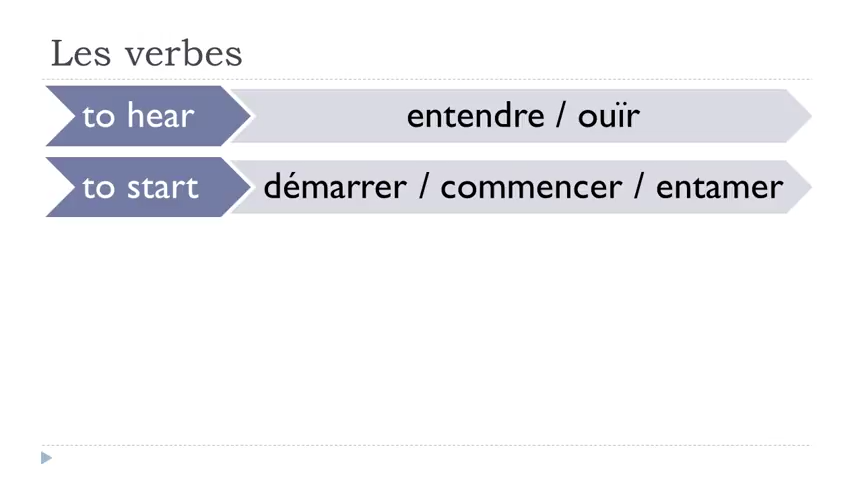 Les verbes
to hear
entendre / ouïr
to start
démarrer / commencer / entamer